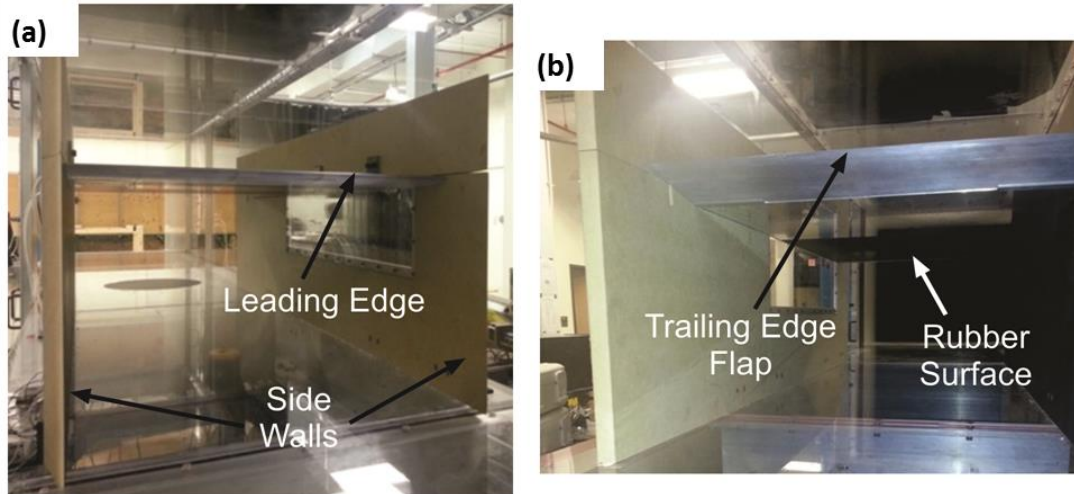 (a)
Leading Edge
Side
Walls
(b)
Trailing Edge
Flap
Rubber
Surface